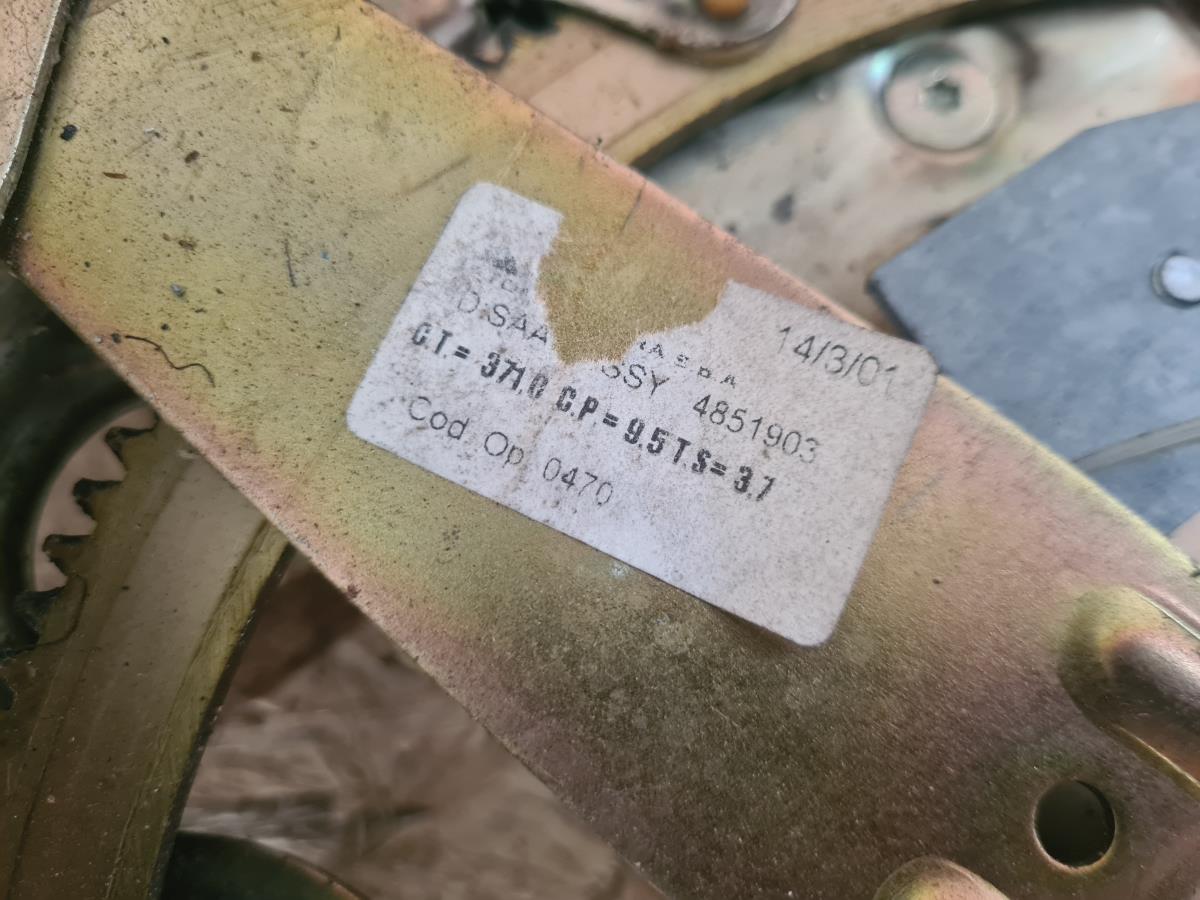 14/3/01
S.p.A
D.SAA SSY 4851903
C.T.= 371.0 C.P.= 9.5 T.S= 3.7
Cod Op 0470